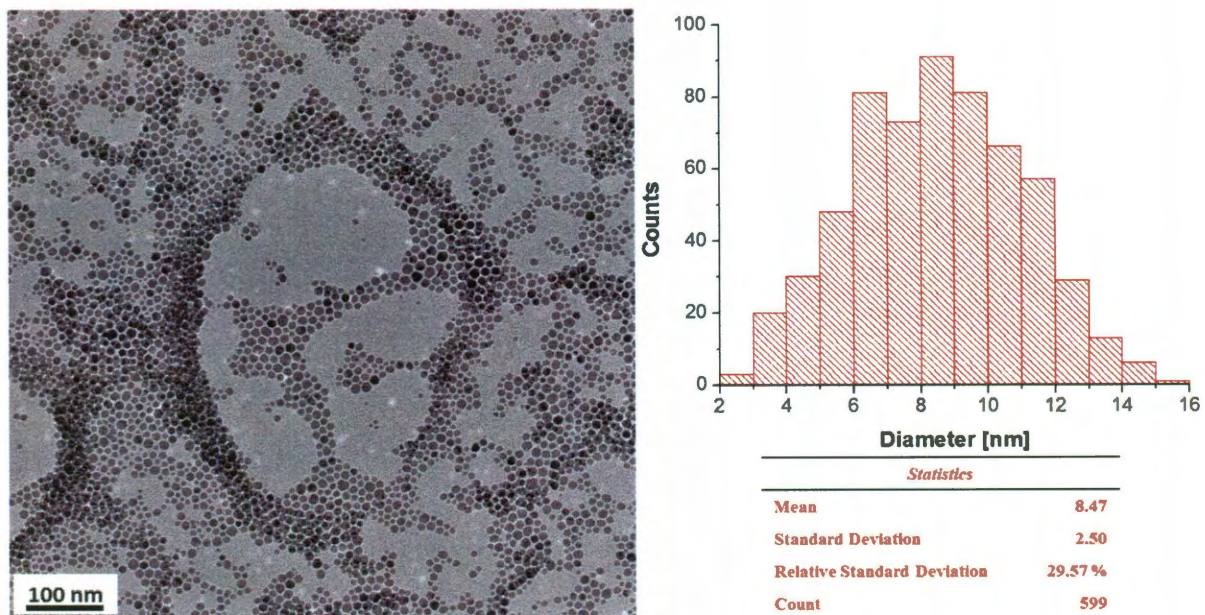 100 nm
100
80
60
40
20
0
Counts
2 4 6 8 10 12 14 16
Diameter [nm]
Statistics
Mean 8.47
Standard Deviation 2.50
Relative Standard Deviation 29.57 %
Count 599